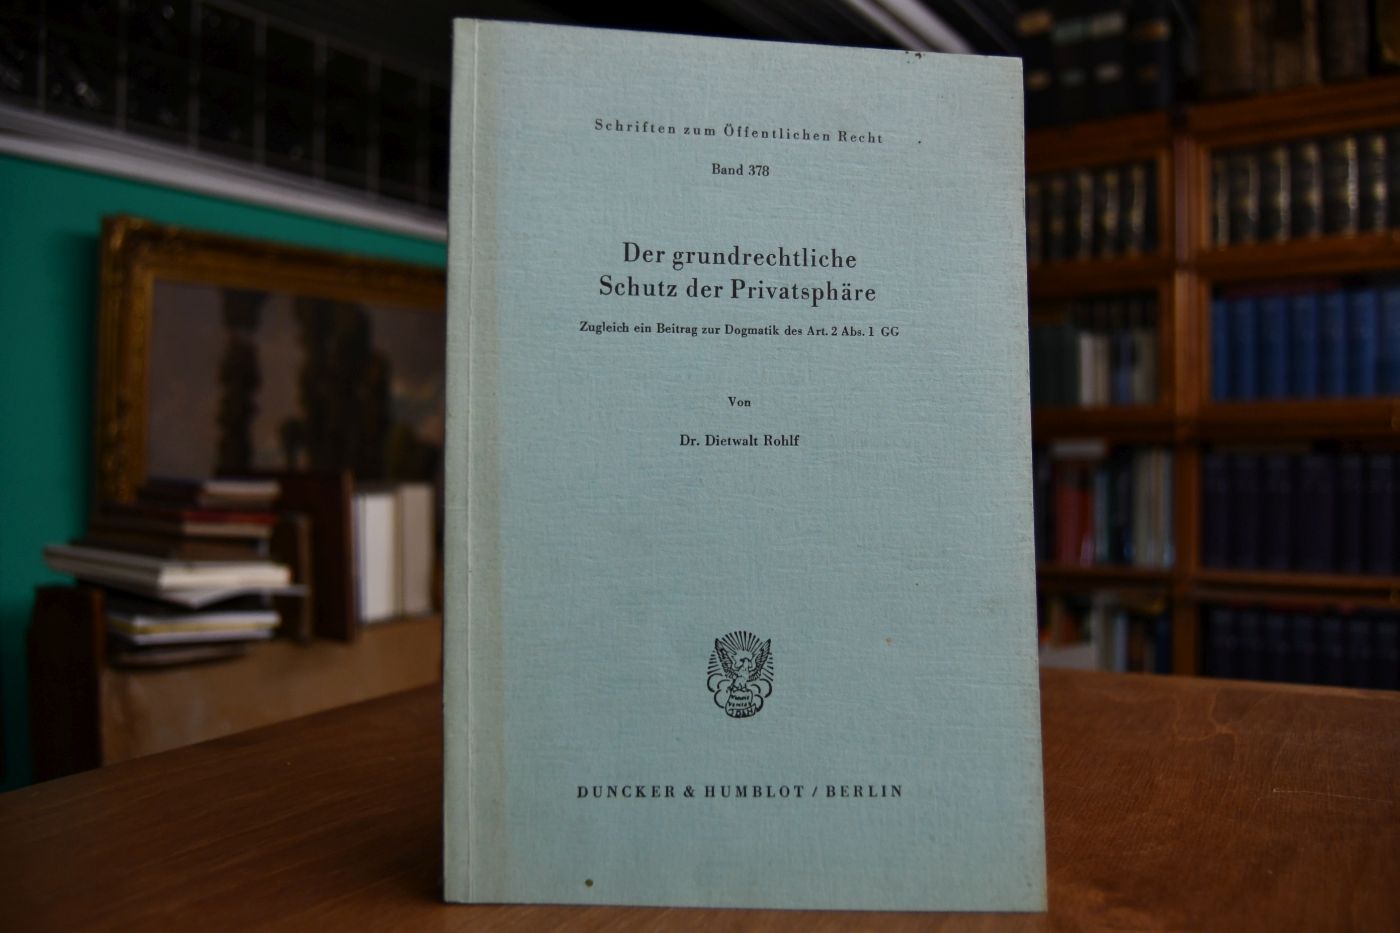 Schriften zum Öffentlichen Recht
Band 378
Der grundrechtliche
Schutz der Privatsphäre
Zugleich ein Beitrag zur Dogmatik des Art. 2 Abs. 1 GG
Von
Dr. Dietwalt Rohlf
DUNCKER & HUMBLOT / BERLIN